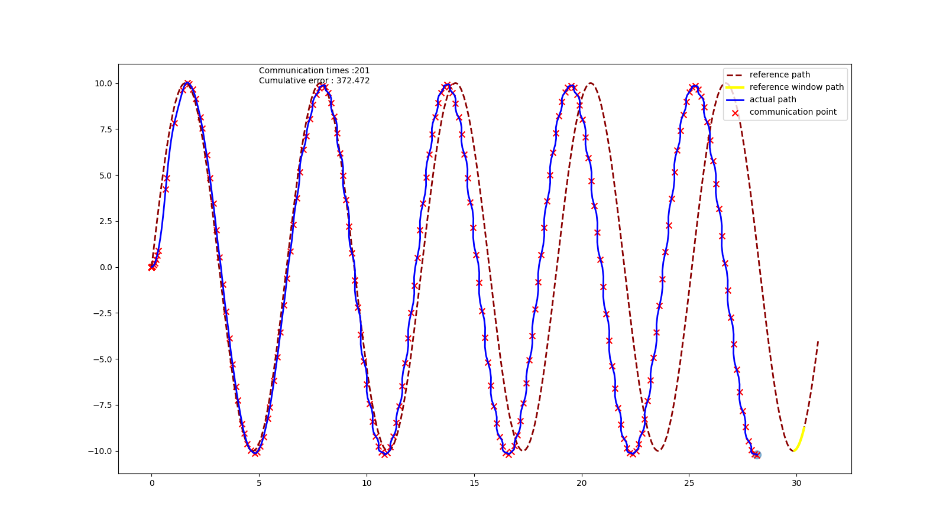 Communication times :201
Cumulative error : 372.472
reference path
reference window path
actual path
communication point
10.0
7.5
5.0
2.5
0.0
−2.5
−5.0
−7.5
−10.0
0 5 10 15 20 25 30